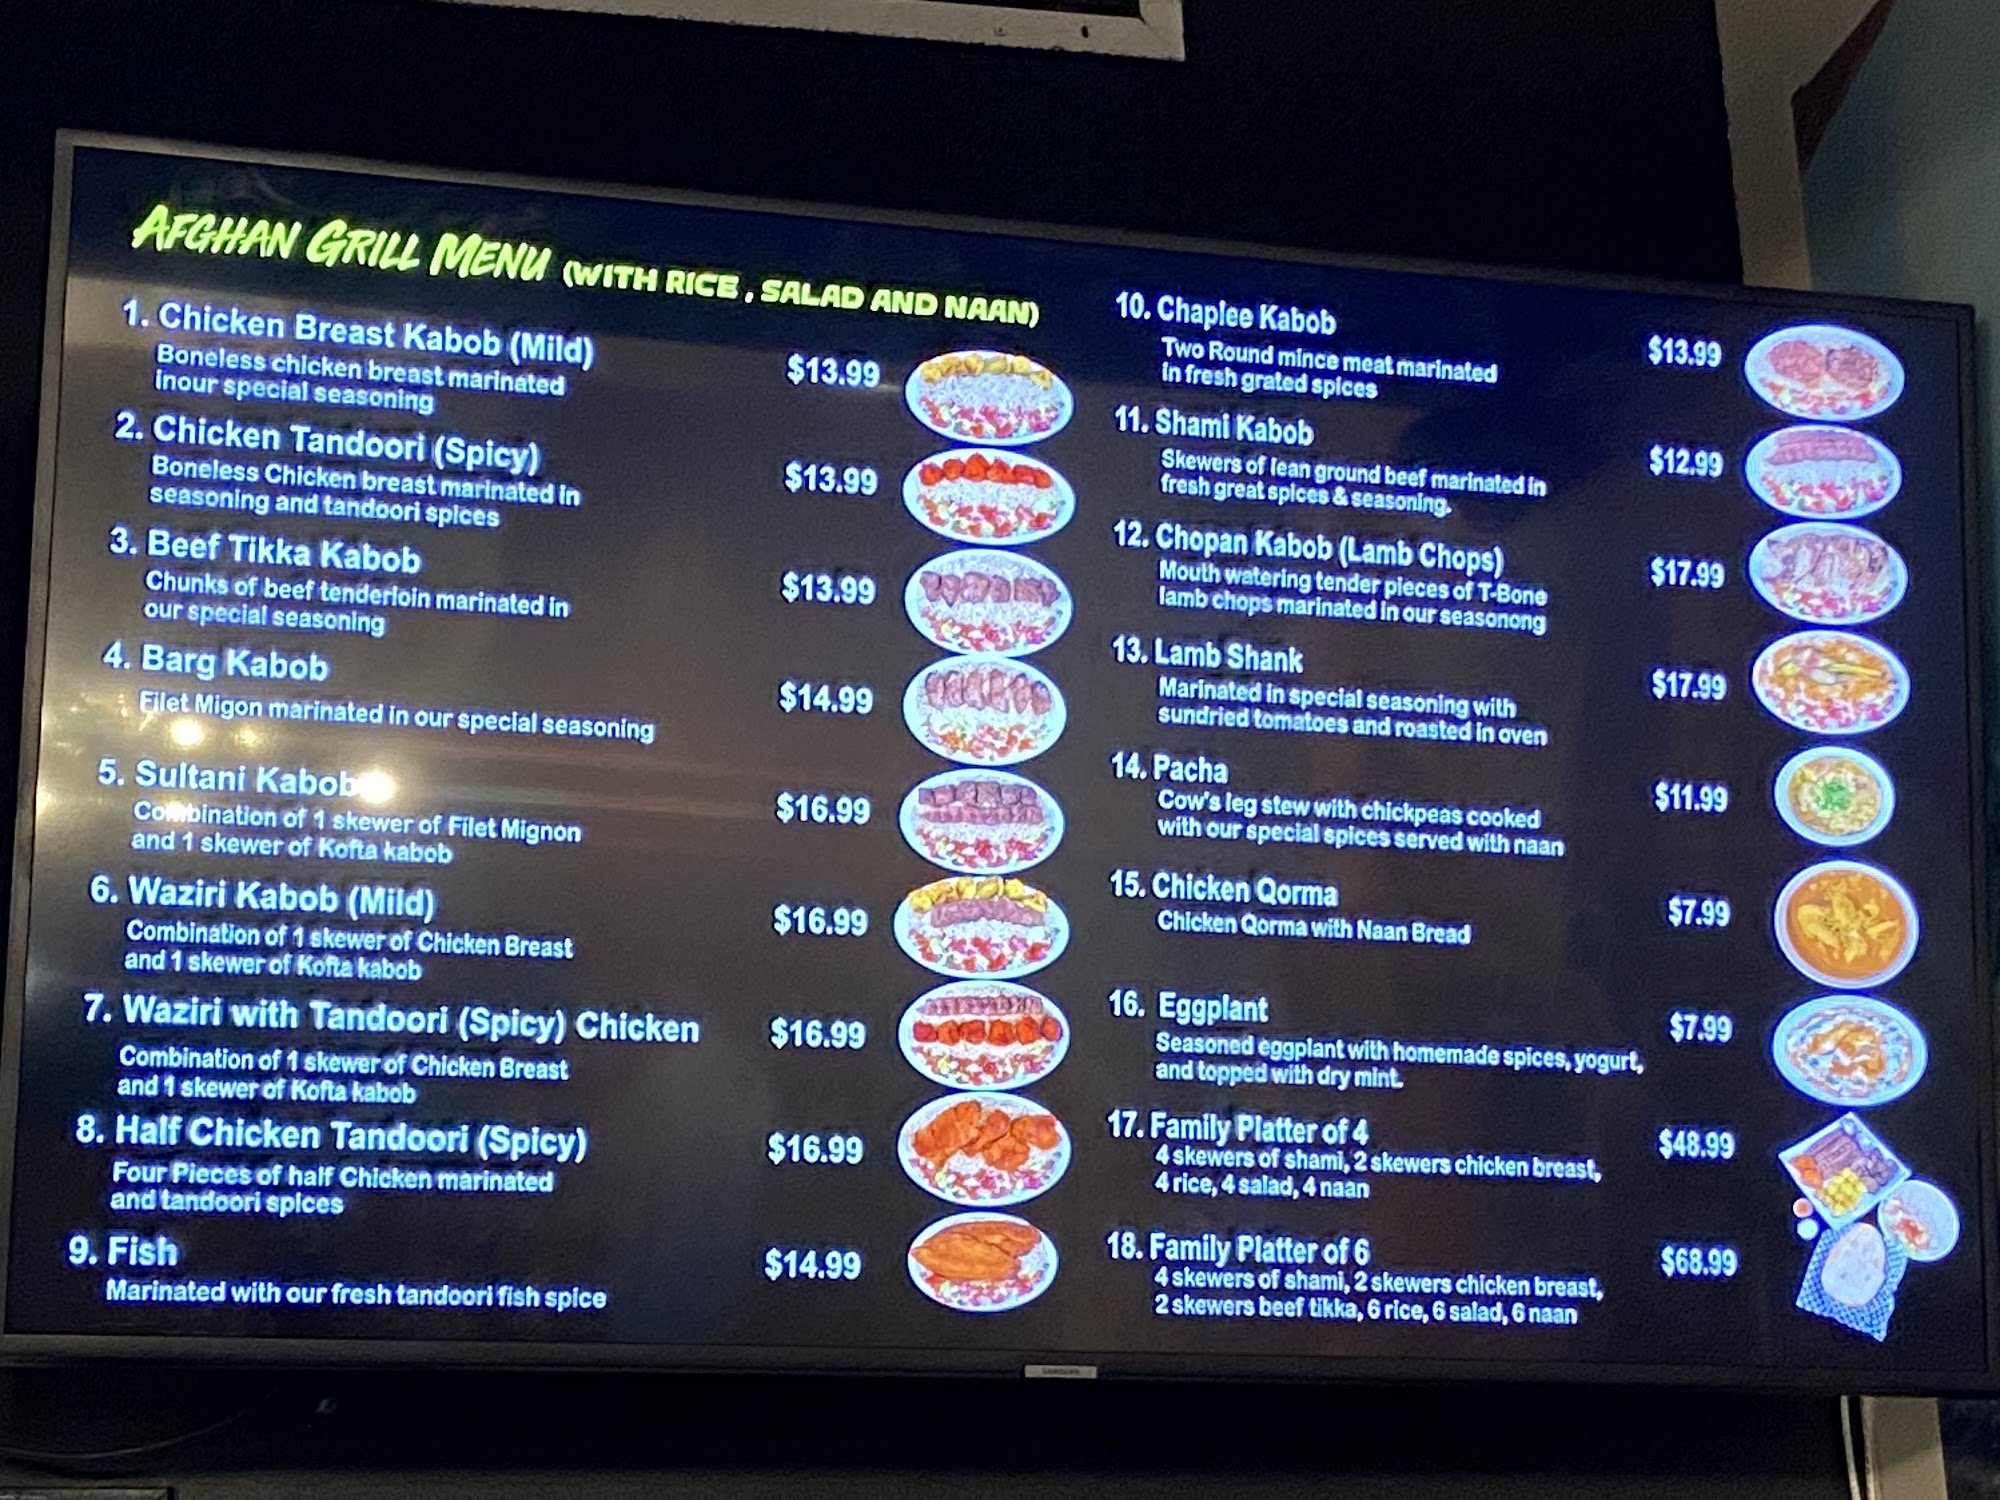 AFGHAN GRILL MENU (WITH RICE , SALAD AND NAAN)
1. Chicken Breast Kabob (Mild)
Boneless chicken breast marinated
inour special seasoning
$13.99
2. Chicken Tandoori (Spicy)
Boneless Chicken breast marinated in
seasoning and tandoori spices
$13.99
3. Beef Tikka Kabob
Chunks of beef tenderloin marinated in
our special seasoning
$13.99
4. Barg Kabob
Filet Migon marinated in our special seasoning
$14.99
5. Sultani Kabob
Combination of 1 skewer of Filet Mignon
and 1 skewer of Kofta kabob
$16.99
6. Waziri Kabob (Mild)
Combination of 1 skewer of Chicken Breast
and 1 skewer of Kofta kabob
$16.99
7. Waziri with Tandoori (Spicy) Chicken
Combination of 1 skewer of Chicken Breast
and 1 skewer of Kofta kabob
$16.99
8. Half Chicken Tandoori (Spicy)
Four Pieces of half Chicken marinated
and tandoori spices
$16.99
9. Fish
Marinated with our fresh tandoori fish spice
$14.99
10. Chaplee Kabob
Two Round mince meat marinated
in fresh grated spices
$13.99
11. Shami Kabob
Skewers of lean ground beef marinated in
fresh great spices & seasoning.
$12.99
12. Chopan Kabob (Lamb Chops)
Mouth watering tender pieces of T-Bone
lamb chops marinated in our seasonong
$17.99
13. Lamb Shank
Marinated in special seasoning with
sundried tomatoes and roasted in oven
$17.99
14. Pacha
Cow's leg stew with chickpeas cooked
with our special spices served with naan
$11.99
15. Chicken Qorma
Chicken Qorma with Naan Bread
$7.99
16. Eggplant
Seasoned eggplant with homemade spices, yogurt,
and topped with dry mint.
$7.99
17. Family Platter of 4
4 skewers of shami, 2 skewers chicken breast,
4 rice, 4 salad, 4 naan
$48.99
18. Family Platter of 6
4 skewers of shami, 2 skewers chicken breast,
2 skewers beef tikka, 6 rice, 6 salad, 6 naan
$68.99
SAMSUNG